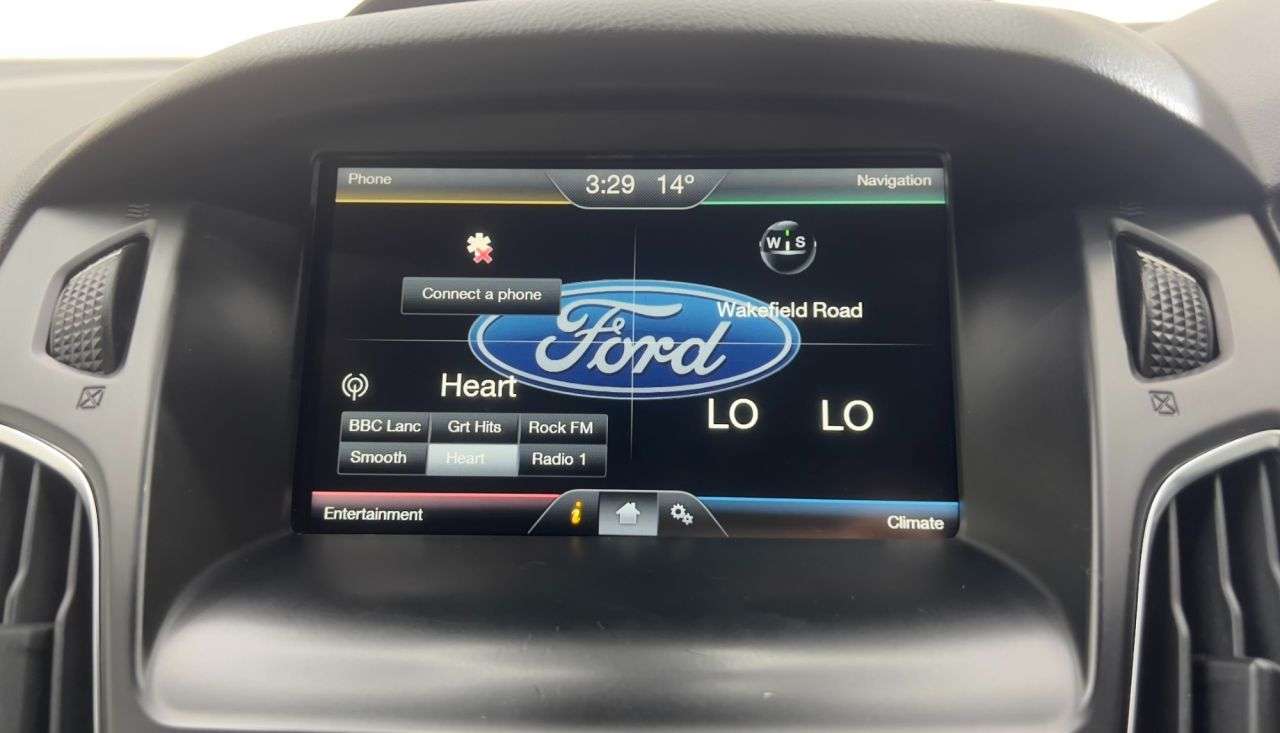 Phone
3:29 14°
Navigation
W S
Connect a phone
Wakefield Road
Ford
Heart
LO LO
BBC Lanc Grt Hits Rock FM
Smooth Heart Radio 1
Entertainment
i
Climate